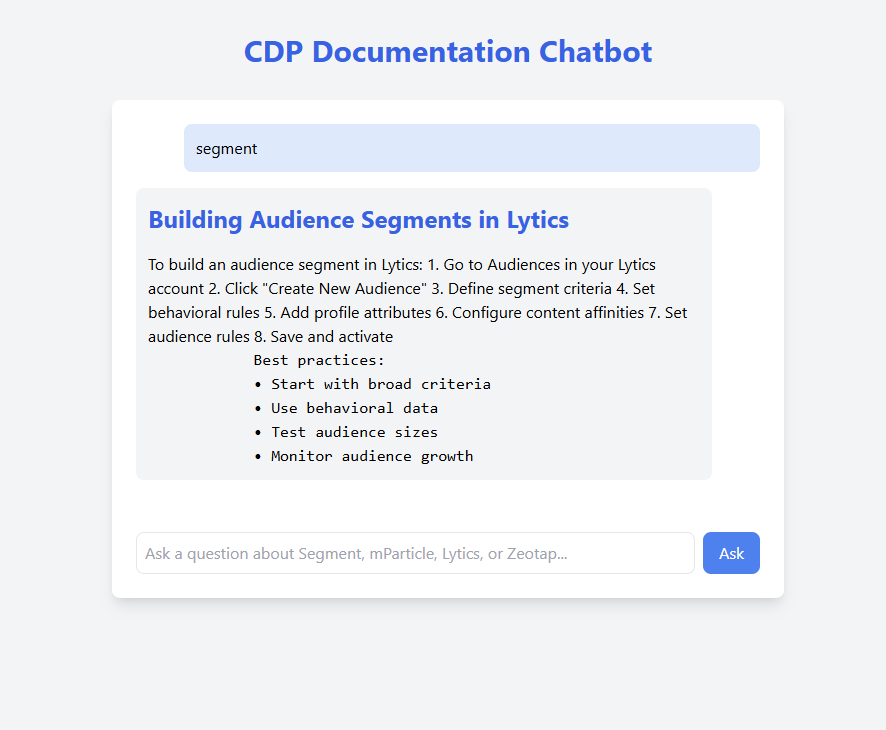 CDP Documentation Chatbot
segment
Building Audience Segments in Lytics
To build an audience segment in Lytics: 1. Go to Audiences in your Lytics
account 2. Click "Create New Audience" 3. Define segment criteria 4. Set
behavioral rules 5. Add profile attributes 6. Configure content affinities 7. Set
audience rules 8. Save and activate
Best practices:
• Start with broad criteria
• Use behavioral data
• Test audience sizes
• Monitor audience growth
Ask a question about Segment, mParticle, Lytics, or Zeotap...
Ask